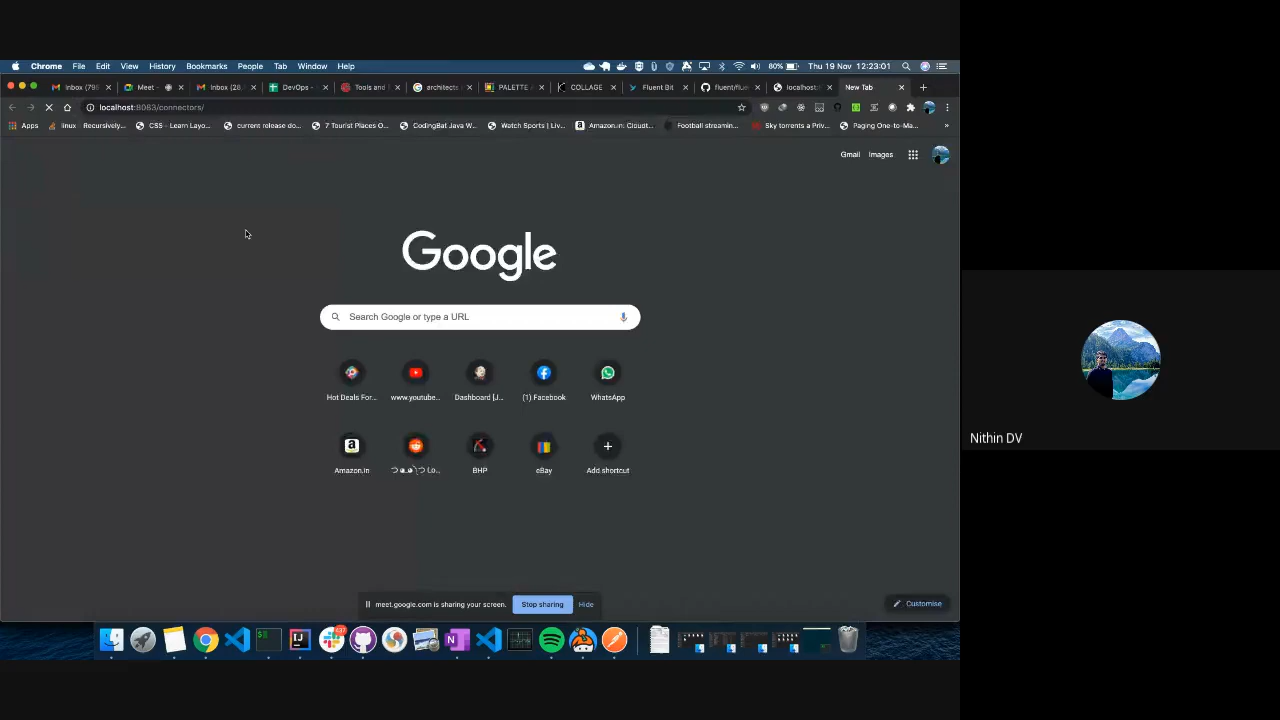 Chrome File Edit View History Bookmarks People Tab Window Help 80% Thu 19 Nov 12:23:01
Inbox (795 Meet - Inbox (28 DevOps - Tools and architects PALETTE COLLAGE Fluent Bit fluent/flu localhost: New Tab
localhost:8083/connectors/
Apps linux Recursively... CSS - Learn Layo... current release do... 7 Tourist Places O... CodingBat Java W... Watch Sports | Liv... Amazon.in: Cloudt... Football streamin... Sky torrents a Priv... Paging One-to-Ma... »
Gmail Images
Google
Search Google or type a URL
Hot Deals For... www.youtube... Dashboard |J... (1) Facebook WhatsApp
Amazon.in BHP eBay Add shortcut
meet.google.com is sharing your screen. Stop sharing Hide
Customise
Nithin DV